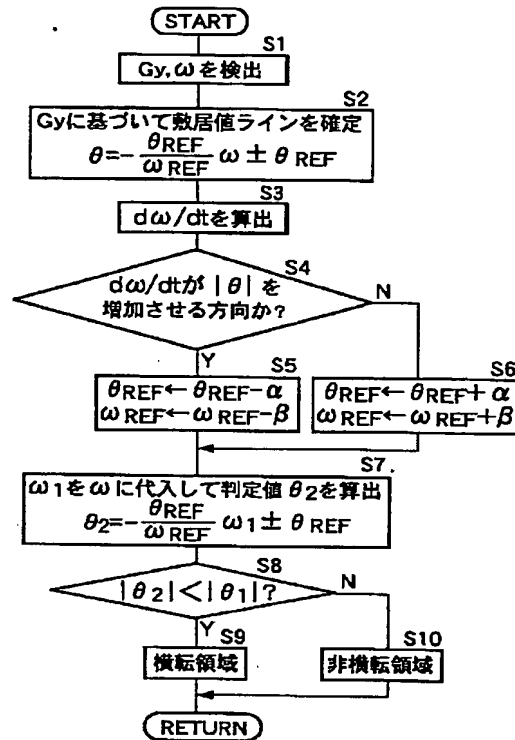 START
S1
Gy, ωを検出
S2
Gyに基づいて敷居値ラインを確定
θ=-θREF/ωREF ω ± θREF
S3
dω/dtを算出
S4
dω/dtが|θ|を
増加させる方向か?
N
Y
S5
θREF←θREF-α
ωREF←ωREF-β
S6
θREF←θREF+α
ωREF←ωREF+β
S7
ω1をωに代入して判定値θ2を算出
θ2=-θREF/ωREF ω1 ± θREF
S8
|θ2|<|θ1|?
N
Y
S9
横転領域
S10
非横転領域
RETURN